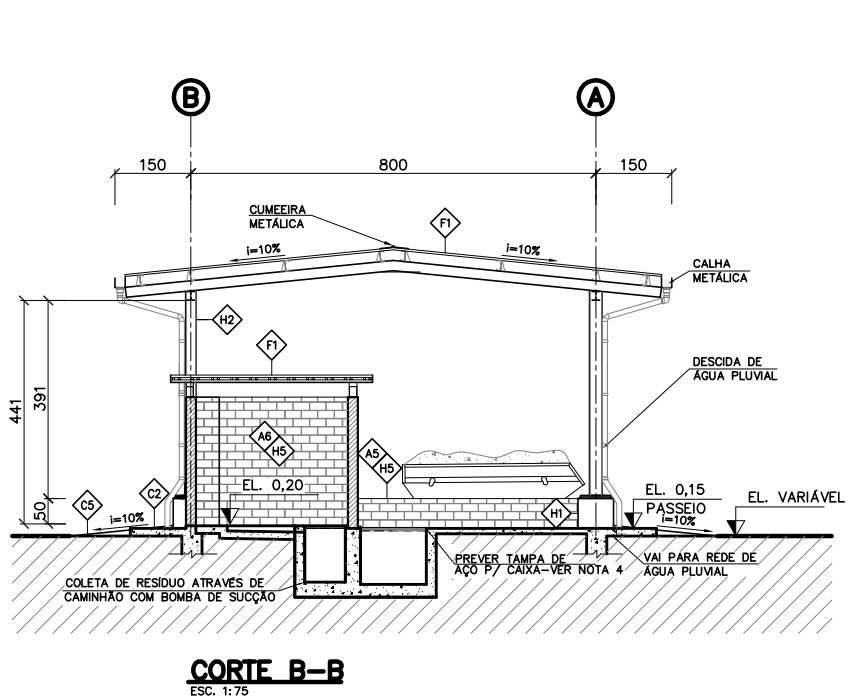 B
A
150
800
150
CUMEEIRA
METÁLICA
F1
i=10%
i=10%
CALHA
METÁLICA
H2
F1
DESCIDA DE
ÁGUA PLUVIAL
441
391
50
A6
H5
A5
H5
EL. 0,20
EL. 0,15
PASSEIO
i=10%
EL. VARIÁVEL
C5
C2
i=10%
H1
PREVER TAMPA DE
AÇO P/ CAIXA-VER NOTA 4
VAI PARA REDE DE
ÁGUA PLUVIAL
COLETA DE RESÍDUO ATRAVÉS DE
CAMINHÃO COM BOMBA DE SUCÇÃO
CORTE B-B
ESC. 1:75